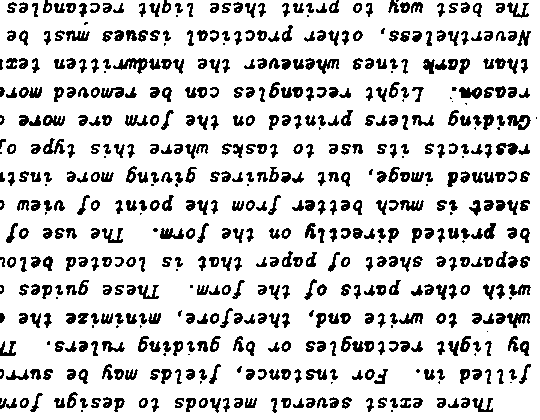 There exist several methods to design form
filled in. For instance, fields may be surro
by light rectangles or by guiding rulers. Th
where to write and, therefore, minimize the
with other parts of the form. These guides
separate sheet of paper that is located below
be printed directly on the form. The use of
sheet is much better from the point of view o
scanned image, but requires giving more instr
restricts its use to tasks where this type of
Guiding rulers printed on the form are more
reason. Light rectangles can be removed more
than dark lines whenever the handwritten text
Nevertheless, other practical issues must be
The best way to print these light rectangles